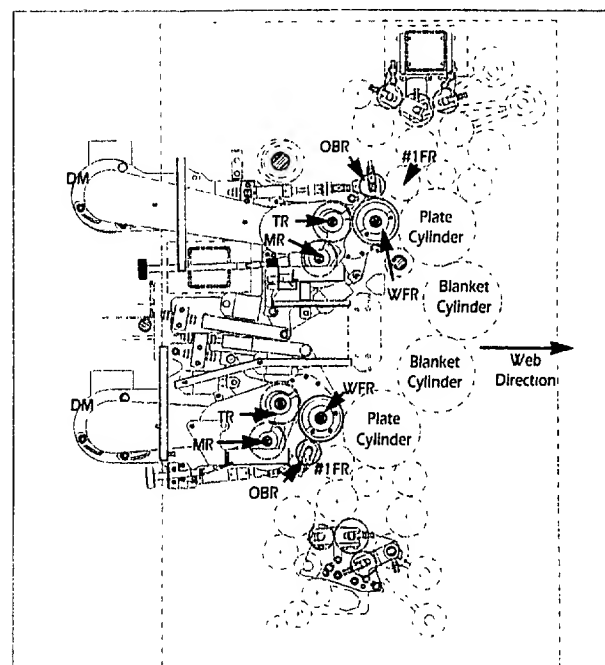 OBR
#1FR
DM
TR
Plate
Cylinder
MR
WFR
Blanket
Cylinder
Blanket
Cylinder
Web
Direction
DM
WFR
TR
Plate
Cylinder
MR
#1FR
OBR